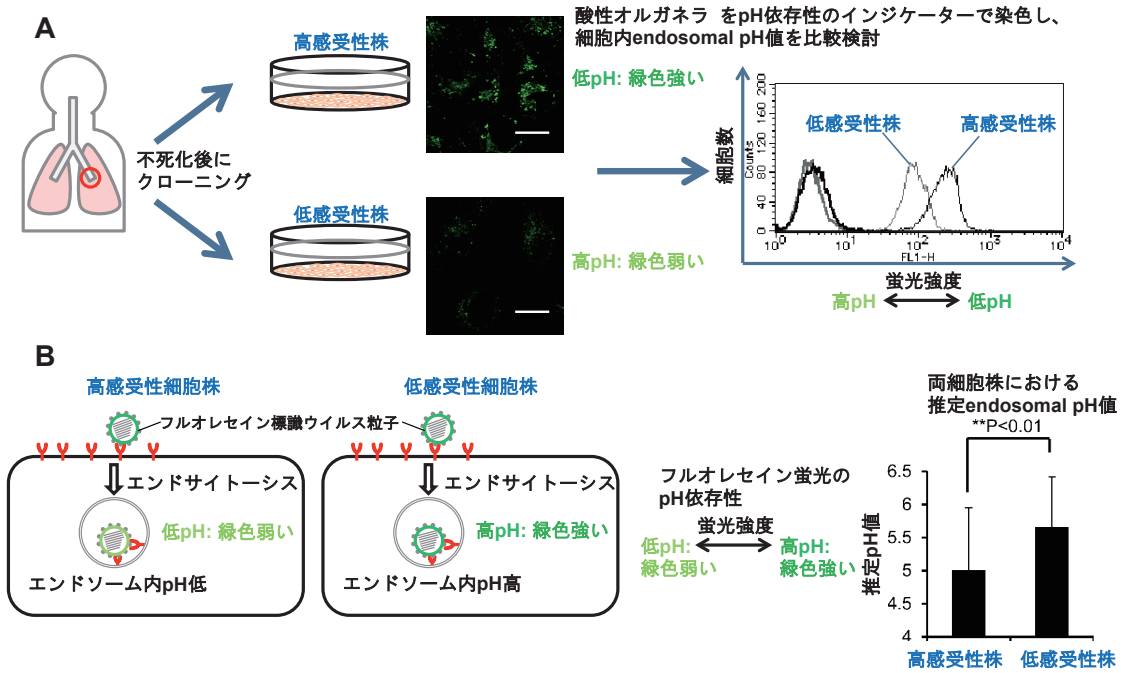 A
酸性オルガネラ をpH依存性のインジケーターで染色し、
細胞内endosomal pH値を比較検討
高感受性株
低pH: 緑色強い
不死化後に
クローニング
低感受性株
高pH: 緑色弱い
細胞数
Counts
200
160
120
80
40
0
低感受性株
高感受性株
10⁰
10¹
10²
10³
10⁴
FL1-H
蛍光強度
高pH
低pH
B
高感受性細胞株
低感受性細胞株
フルオレセイン標識ウイルス粒子
エンドサイトーシス
エンドサイトーシス
低pH: 緑色弱い
高pH: 緑色強い
エンドソーム内pH低
エンドソーム内pH高
フルオレセイン蛍光の
pH依存性
蛍光強度
低pH:
緑色弱い
高pH:
緑色強い
両細胞株における
推定endosomal pH値
**P<0.01
推定pH値
6.5
6
5.5
5
4.5
4
高感受性株
低感受性株